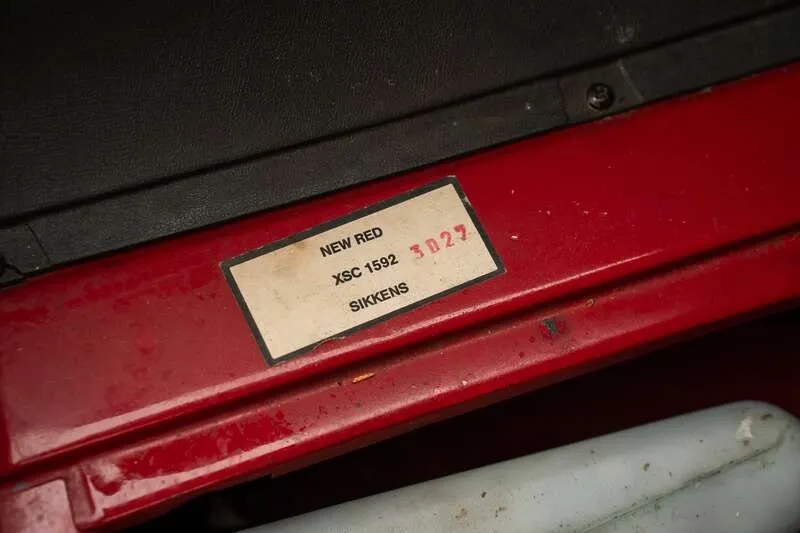 NEW RED
XSC 1592 3027
SIKKENS